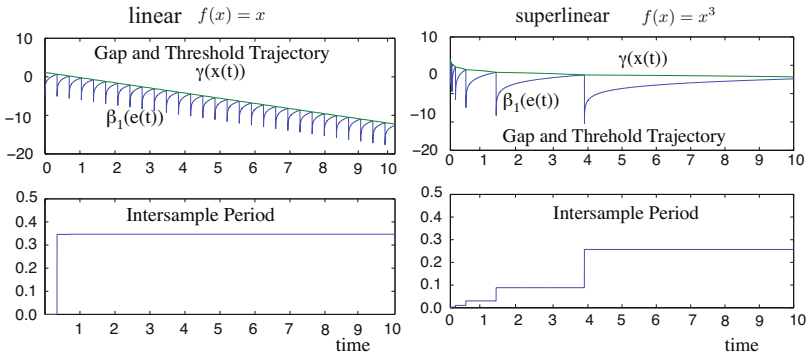 linear f(x) = x
superlinear f(x) = x³
Gap and Threshold Trajectory
γ(x(t))
β₁(e(t))
10
0
−10
−20
0 1 2 3 4 5 6 7 8 9 10
γ(x(t))
β₁(e(t))
Gap and Threhold Trajectory
20
10
0
−10
20
0 1 2 3 4 5 6 7 8 9 10
Intersample Period
0.5
0.4
0.3
0.2
0.1
0.0
1 2 3 4 5 6 7 8 9 10
time
Intersample Period
0.5
0.4
0.3
0.2
0.1
0.0
0 1 2 3 4 5 6 7 8 9 10
time